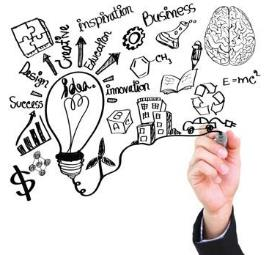 inspiration
Business
Creative
Education
Design
Idea.
innovation
CH₃
E=mc²
Success
$